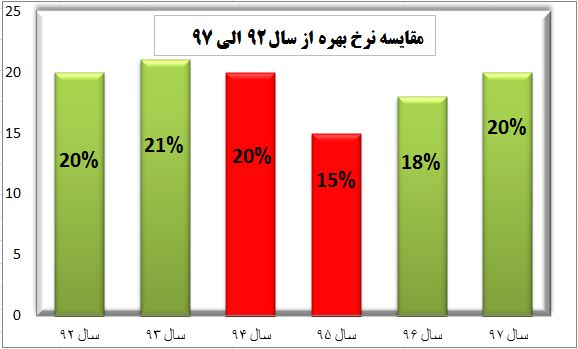 مقایسه نرخ بهره از سال ۹۲ الی ۹۷
25
20
15
10
5
0
20%
21%
20%
15%
18%
20%
سال ۹۲
سال ۹۳
سال ۹۴
سال ۹۵
سال ۹۶
سال ۹۷